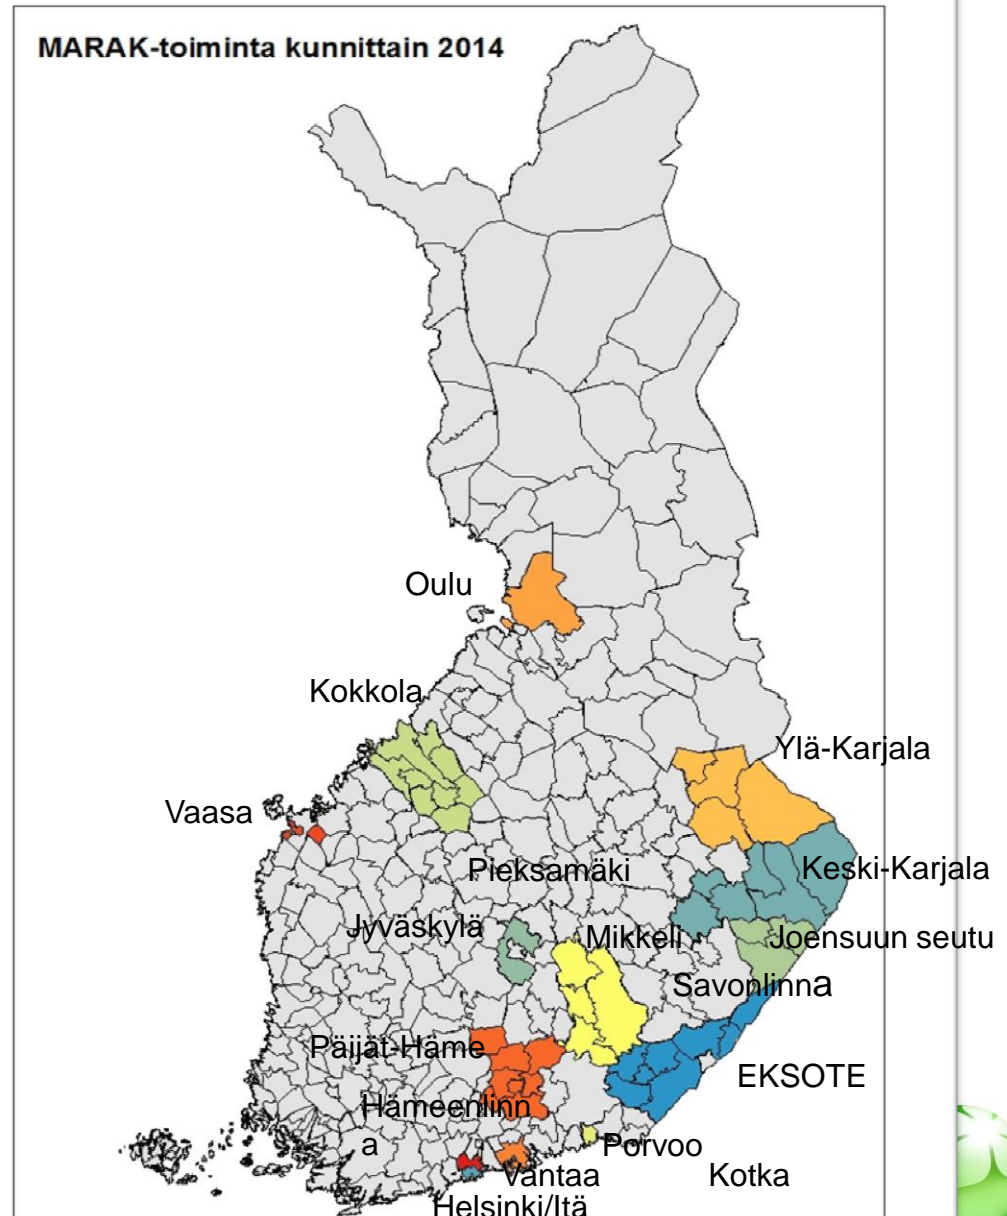 MARAK-toiminta kunnittain 2014
Oulu
Kokkola
Ylä-Karjala
Vaasa
Pieksamäki
Keski-Karjala
Jyväskylä
Mikkeli
Joensuun seutu
Savonlinna
Päijät-Häme
EKSOTE
Hämeenlinn
a
Porvoo
Vantaa
Kotka
Helsinki/Itä